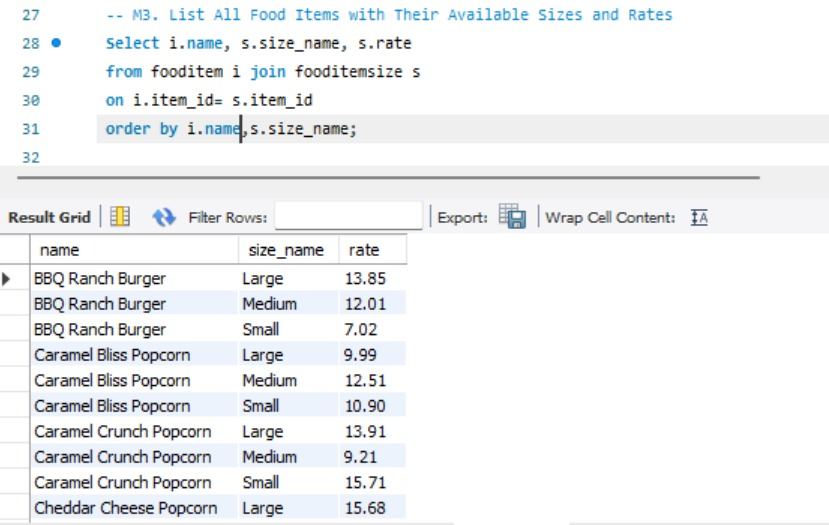 27 -- M3. List All Food Items with Their Available Sizes and Rates
28 Select i.name, s.size_name, s.rate
29 from fooditem i join fooditemsize s
30 on i.item_id= s.item_id
31 order by i.name,s.size_name;
32
Result Grid Filter Rows: Export: Wrap Cell Content: IA
name size_name rate
BBQ Ranch Burger Large 13.85
BBQ Ranch Burger Medium 12.01
BBQ Ranch Burger Small 7.02
Caramel Bliss Popcorn Large 9.99
Caramel Bliss Popcorn Medium 12.51
Caramel Bliss Popcorn Small 10.90
Caramel Crunch Popcorn Large 13.91
Caramel Crunch Popcorn Medium 9.21
Caramel Crunch Popcorn Small 15.71
Cheddar Cheese Popcorn Large 15.68